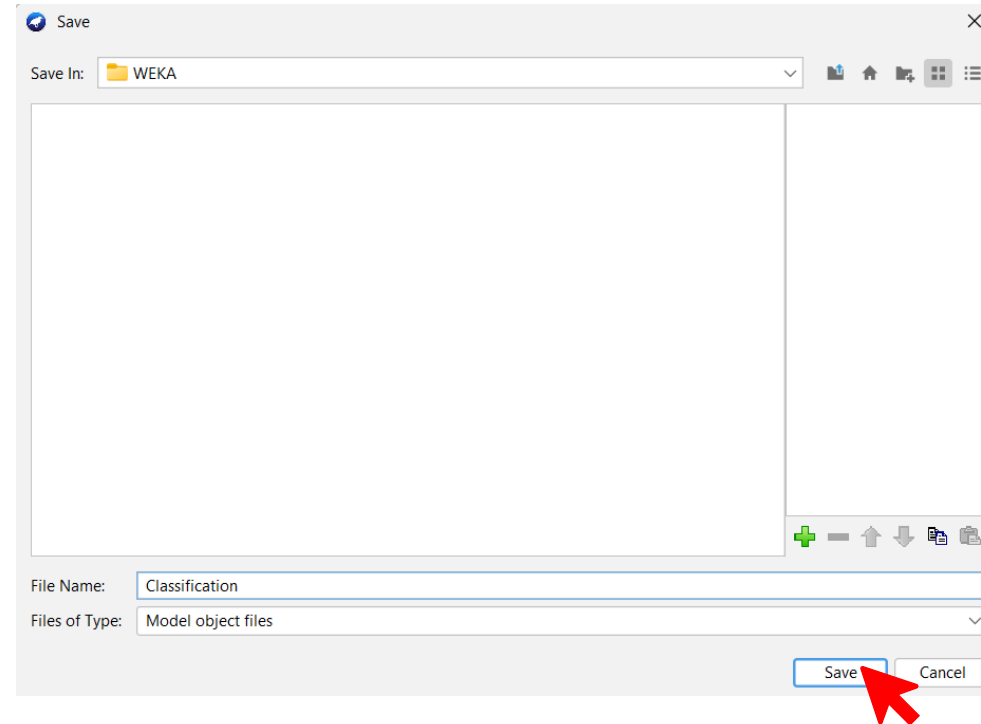 Save
Save In: WEKA
File Name: Classification
Files of Type: Model object files
Save Cancel